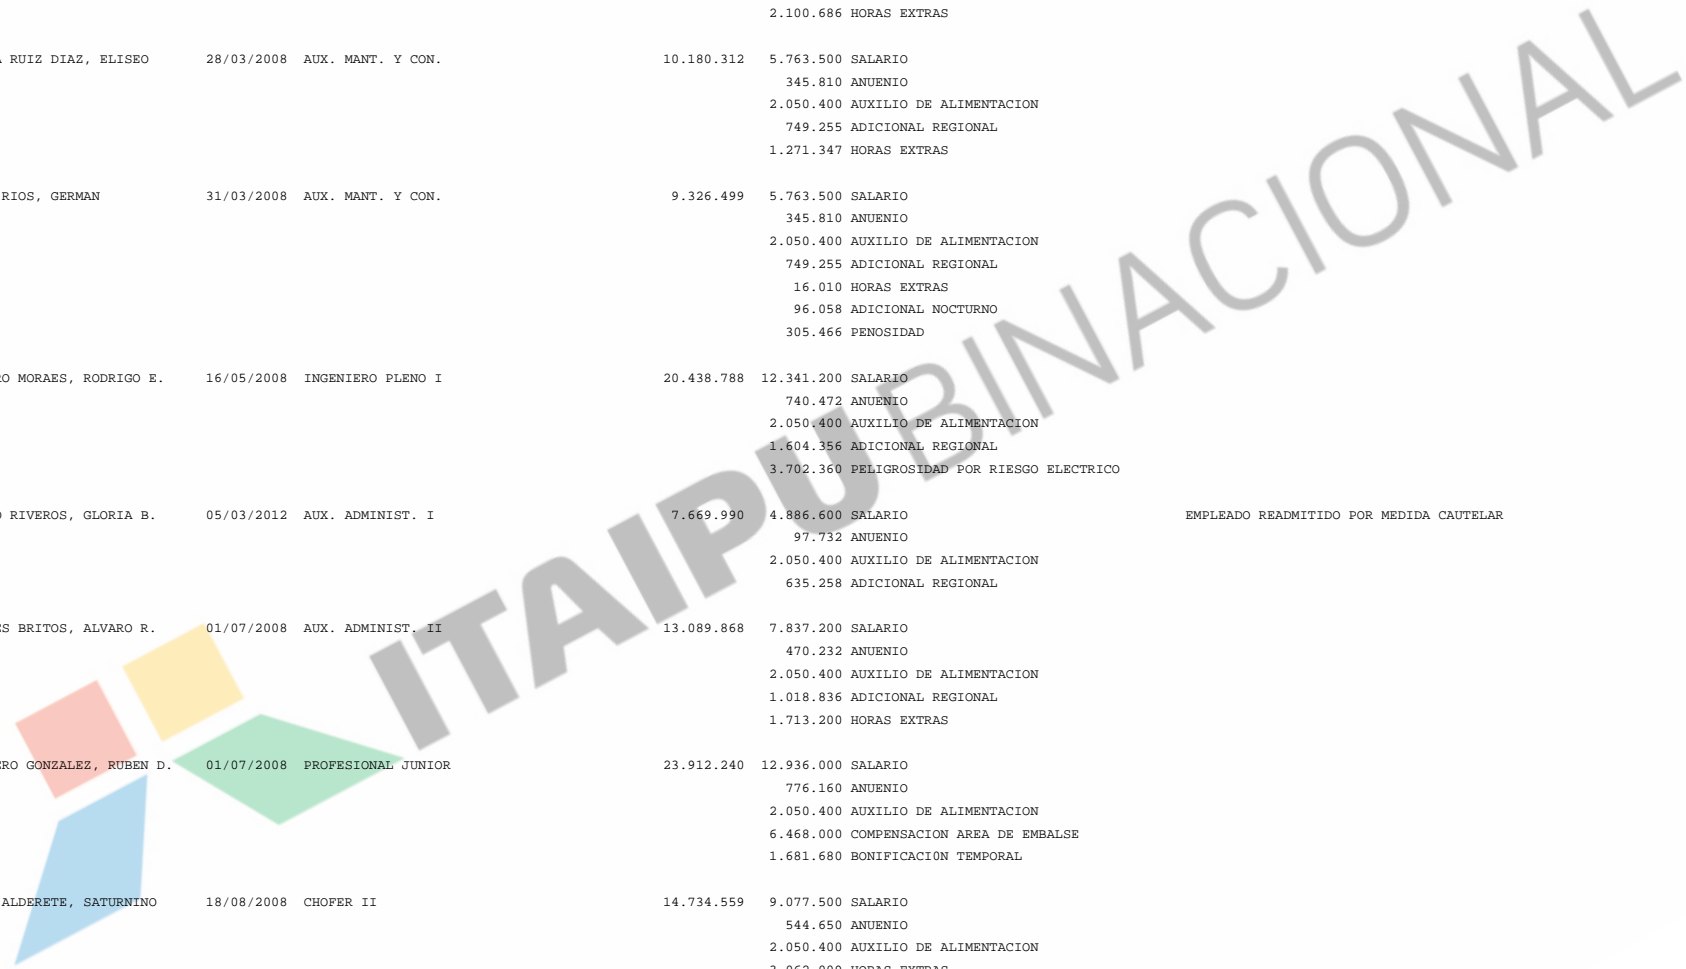 2.100.686 HORAS EXTRAS
RUIZ DIAZ, ELISEO 28/03/2008 AUX. MANT. Y CON. 10.180.312 5.763.500 SALARIO
345.810 ANUENIO
2.050.400 AUXILIO DE ALIMENTACION
749.255 ADICIONAL REGIONAL
1.271.347 HORAS EXTRAS
RIOS, GERMAN 31/03/2008 AUX. MANT. Y CON. 9.326.499 5.763.500 SALARIO
345.810 ANUENIO
2.050.400 AUXILIO DE ALIMENTACION
749.255 ADICIONAL REGIONAL
16.010 HORAS EXTRAS
96.058 ADICIONAL NOCTURNO
305.466 PENOSIDAD
RO MORAES, RODRIGO E. 16/05/2008 INGENIERO PLENO I 20.438.788 12.341.200 SALARIO
740.472 ANUENIO
2.050.400 AUXILIO DE ALIMENTACION
1.604.356 ADICIONAL REGIONAL
3.702.360 PELIGROSIDAD POR RIESGO ELECTRICO
RIVEROS, GLORIA B. 05/03/2012 AUX. ADMINIST. I 7.669.990 4.886.600 SALARIO EMPLEADO READMITIDO POR MEDIDA CAUTELAR
97.732 ANUENIO
2.050.400 AUXILIO DE ALIMENTACION
635.258 ADICIONAL REGIONAL
ES BRITOS, ALVARO R. 01/07/2008 AUX. ADMINIST. II 13.089.868 7.837.200 SALARIO
470.232 ANUENIO
2.050.400 AUXILIO DE ALIMENTACION
1.018.836 ADICIONAL REGIONAL
1.713.200 HORAS EXTRAS
ERO GONZALEZ, RUBEN D. 01/07/2008 PROFESIONAL JUNIOR 23.912.240 12.936.000 SALARIO
776.160 ANUENIO
2.050.400 AUXILIO DE ALIMENTACION
6.468.000 COMPENSACION AREA DE EMBALSE
1.681.680 BONIFICACI0N TEMPORAL
ALDERETE, SATURNINO 18/08/2008 CHOFER II 14.734.559 9.077.500 SALARIO
544.650 ANUENIO
2.050.400 AUXILIO DE ALIMENTACION
HORAS EXTRAS
ITAIPU BINACIONAL